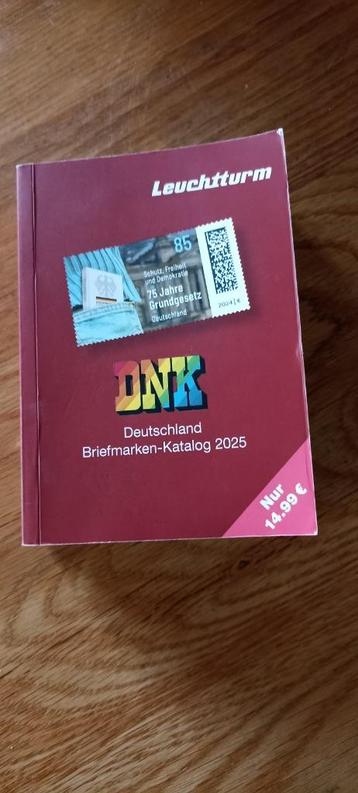 Leuchtturm
85
Schutz, Freiheit
und Demokratie
75 Jahre
Grundgesetz
Deutschland
2024 | €
DNK
Deutschland
Briefmarken-Katalog 2025
Nur
14.99 €